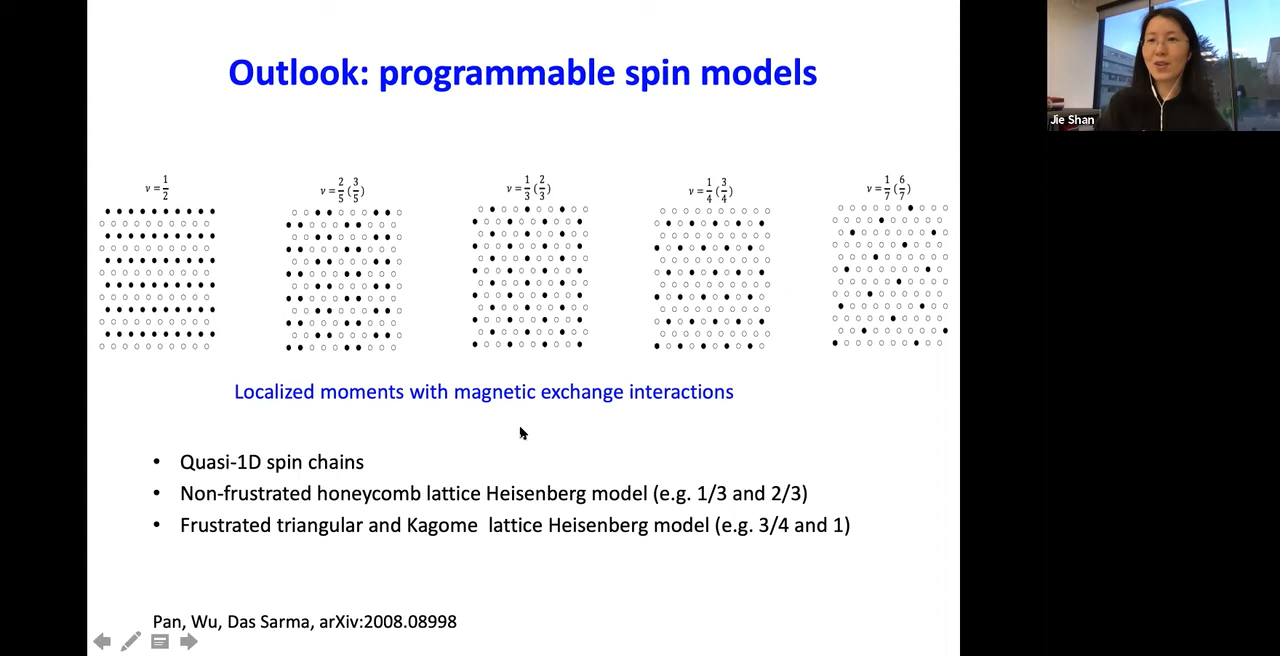 Outlook: programmable spin models
Jie Shan
ν = 1/2
ν = 2/5 (3/5)
ν = 1/3 (2/3)
ν = 1/4 (3/4)
ν = 1/7 (6/7)
Localized moments with magnetic exchange interactions
• Quasi-1D spin chains
• Non-frustrated honeycomb lattice Heisenberg model (e.g. 1/3 and 2/3)
• Frustrated triangular and Kagome lattice Heisenberg model (e.g. 3/4 and 1)
Pan, Wu, Das Sarma, arXiv:2008.08998